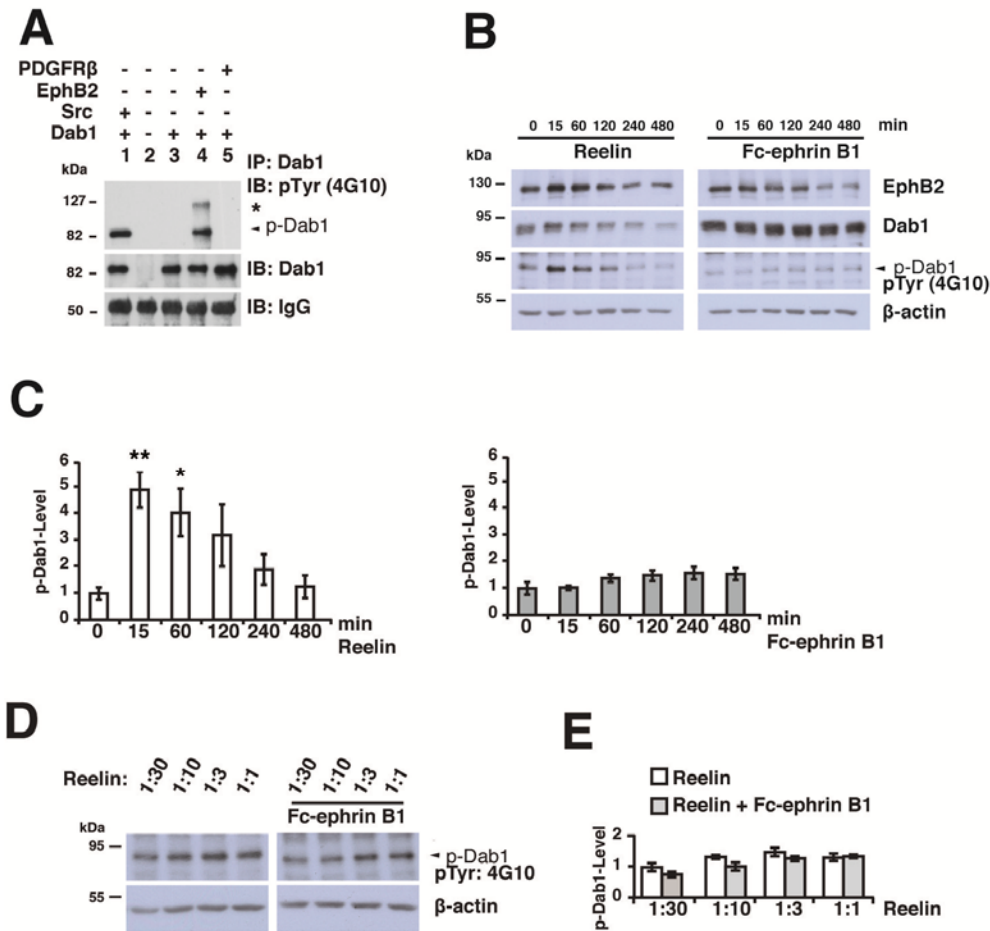 A
PDGFRβ - - - - +
EphB2 - - - + -
Src + - - - -
Dab1 + - + + +
1 2 3 4 5
IP: Dab1
kDa
IB: pTyr (4G10)
127
*
p-Dab1
82
82
IB: Dab1
50
IB: IgG
B
0 15 60 120 240 480
0 15 60 120 240 480
min
Reelin
Fc-ephrin B1
kDa
130
EphB2
95
Dab1
95
p-Dab1
pTyr (4G10)
55
β-actin
C
p-Dab1-Level
6
5
4
3
2
1
0
**
*
0 15 60 120 240 480
min
Reelin
p-Dab1-Level
6
5
4
3
2
1
0
0 15 60 120 240 480
min
Fc-ephrin B1
D
Reelin: 1:30 1:10 1:3 1:1
1:30 1:10 1:3 1:1
Fc-ephrin B1
kDa
95
p-Dab1
pTyr: 4G10
55
β-actin
E
Reelin
Reelin + Fc-ephrin B1
p-Dab1-Level
2
1
0
1:30 1:10 1:3 1:1
Reelin